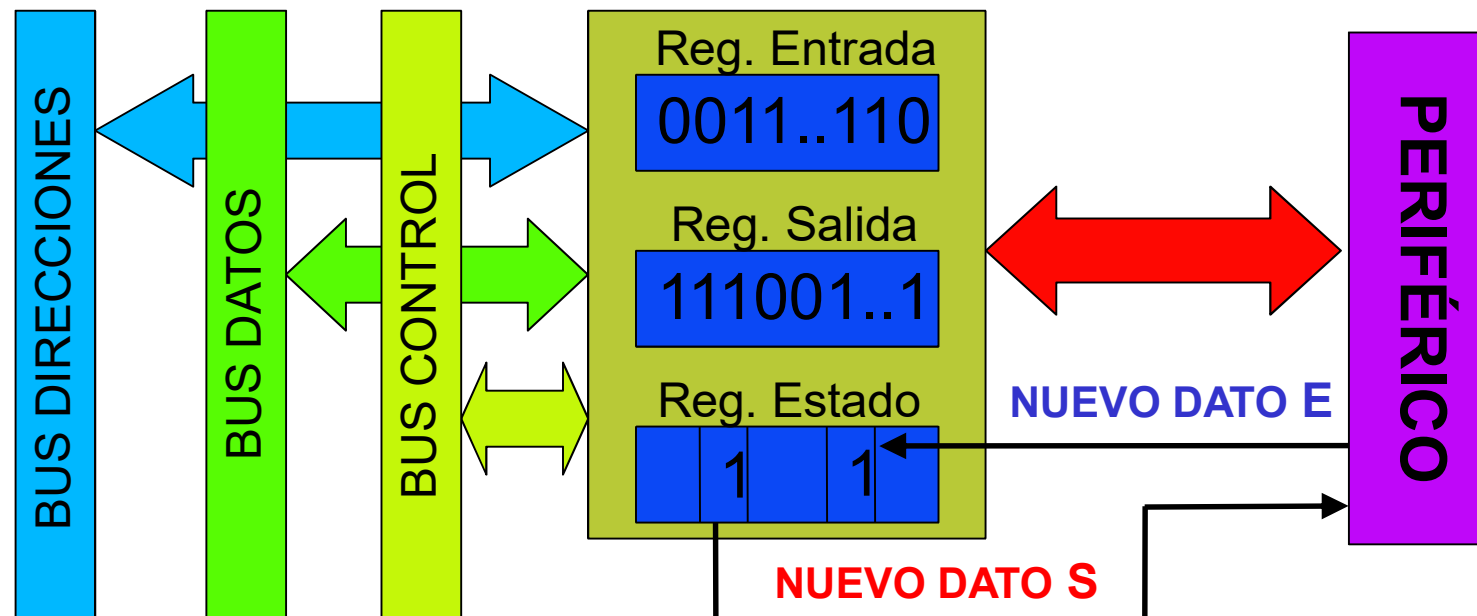 BUS DIRECCIONES
BUS DATOS
BUS CONTROL
Reg. Entrada
0011..110
Reg. Salida
111001..1
Reg. Estado
1 1
NUEVO DATO E
NUEVO DATO S
PERIFÉRICO